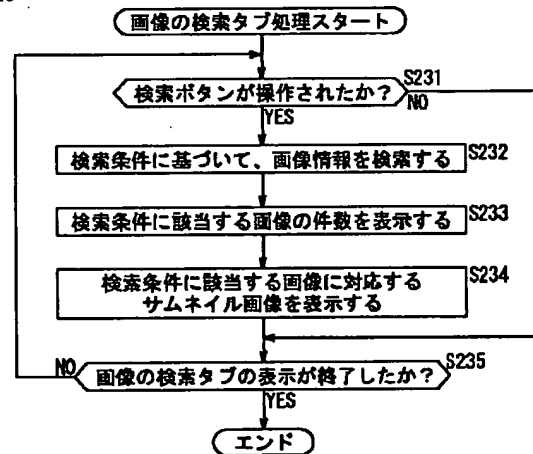 画像の検索タブ処理スタート
S231
検索ボタンが操作されたか?
NO
YES
検索条件に基づいて、画像情報を検索する
S232
検索条件に該当する画像の件数を表示する
S233
検索条件に該当する画像に対応する
サムネイル画像を表示する
S234
NO
画像の検索タブの表示が終了したか?
S235
YES
エンド